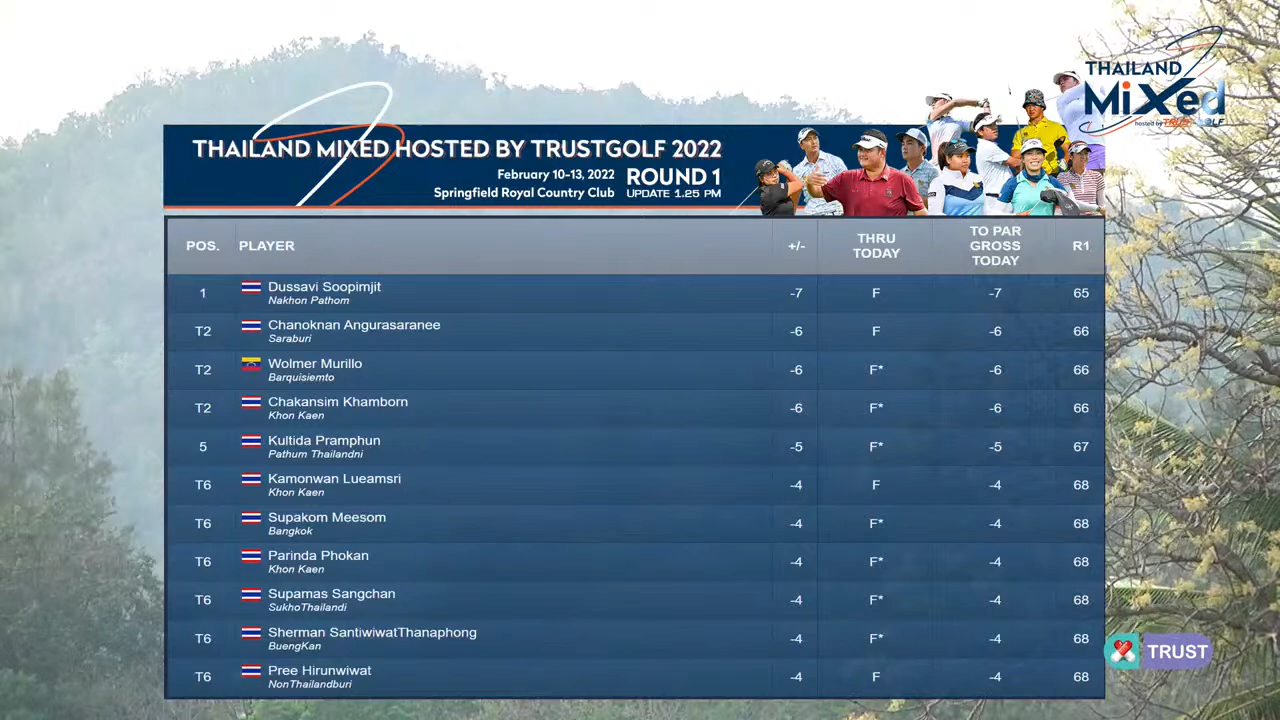 THAILAND
MiXed
hosted by TRUST GOLF
THAILAND MIXED HOSTED BY TRUSTGOLF 2022
February 10-13, 2022 ROUND 1
Springfield Royal Country Club UPDATE 1.25 PM
POS. PLAYER +/- THRU TODAY TO PAR GROSS TODAY R1
1 Dussavi Soopimjit -7 F -7 65
Nakhon Pathom
T2 Chanoknan Angurasaranee -6 F -6 66
Saraburi
T2 Wolmer Murillo -6 F* -6 66
Barquisiemto
T2 Chakansim Khamborn -6 F* -6 66
Khon Kaen
5 Kultida Pramphun -5 F* -5 67
Pathum Thailandni
T6 Kamonwan Lueamsri -4 F -4 68
Khon Kaen
T6 Supakom Meesom -4 F* -4 68
Bangkok
T6 Parinda Phokan -4 F* -4 68
Khon Kaen
T6 Supamas Sangchan -4 F* -4 68
SukhoThailandi
T6 Sherman SantiwiwatThanaphong -4 F* -4 68
BuengKan
T6 Pree Hirunwiwat -4 F -4 68
NonThailandburi
TRUST